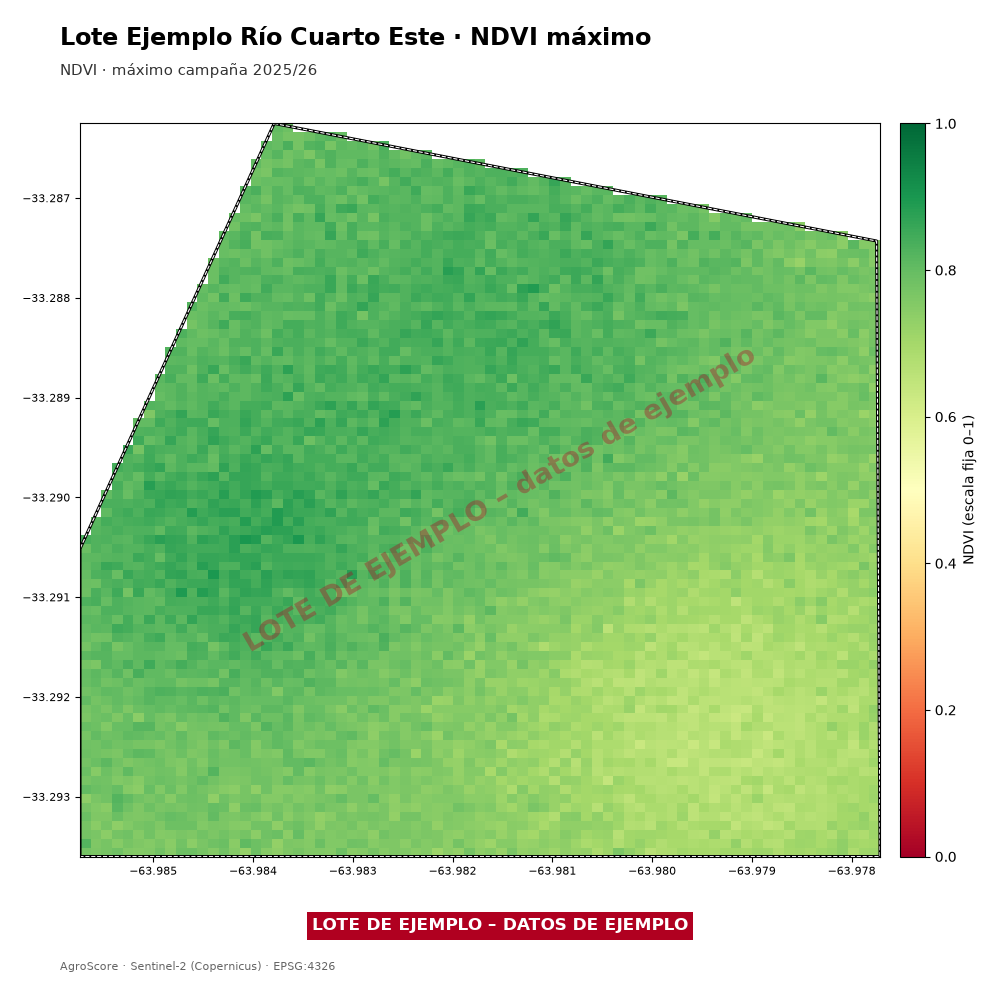 Lote Ejemplo Río Cuarto Este · NDVI máximo
NDVI · máximo campaña 2025/26
1.0
−33.287
0.8
−33.288
−33.289
LOTE DE EJEMPLO – datos de ejemplo
0.6
NDVI (escala fija 0–1)
−33.290
0.4
−33.291
−33.292
0.2
−33.293
0.0
−63.985 −63.984 −63.983 −63.982 −63.981 −63.980 −63.979 −63.978
LOTE DE EJEMPLO – DATOS DE EJEMPLO
AgroScore · Sentinel-2 (Copernicus) · EPSG:4326